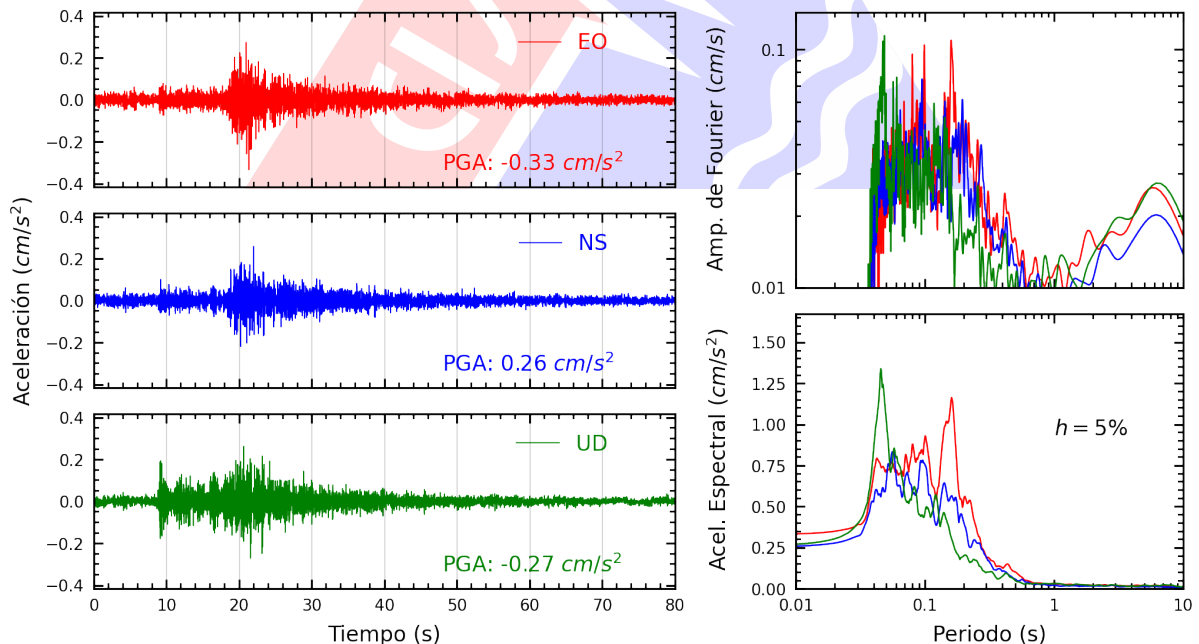 0.4
0.2
0.0
−0.2
−0.4
EO
PGA: -0.33 cm/s²
0.4
0.2
0.0
−0.2
−0.4
NS
PGA: 0.26 cm/s²
0.4
0.2
0.0
−0.2
−0.4
UD
PGA: -0.27 cm/s²
0 10 20 30 40 50 60 70 80
Tiempo (s)
Aceleración (cm/s²)
Amp. de Fourier (cm/s)
0.1
0.01
Acel. Espectral (cm/s²)
1.50
1.25
1.00
0.75
0.50
0.25
0.00
h = 5%
0.01 0.1 1 10
Periodo (s)